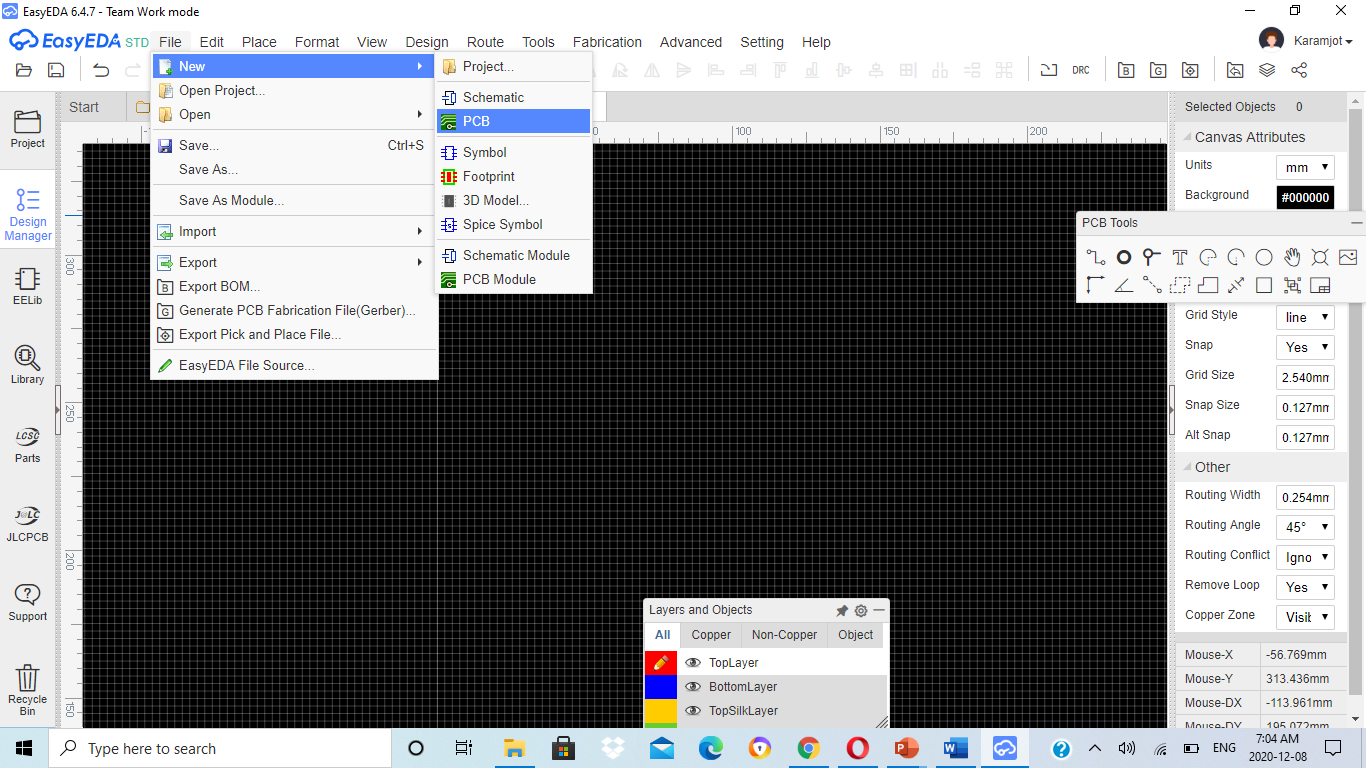 EasyEDA 6.4.7 - Team Work mode
EasyEDA STD File Edit Place Format View Design Route Tools Fabrication Advanced Setting Help Karamjot
DRC B G
Start
New
Open Project...
Open
Save... Ctrl+S
Save As...
Save As Module...
Import
Export
Export BOM...
Generate PCB Fabrication File(Gerber)...
Export Pick and Place File...
EasyEDA File Source...
Project...
Schematic
PCB
Symbol
Footprint
3D Model...
Spice Symbol
Schematic Module
PCB Module
100 150 200
300
250
200
150
Project
Design
Manager
EELib
Library
LCSC
Parts
J@LC
JLCPCB
Support
Recycle
Bin
Selected Objects 0
Canvas Attributes
Units mm
Background #000000
PCB Tools
Grid Style line
Snap Yes
Grid Size 2.540mm
Snap Size 0.127mm
Alt Snap 0.127mm
Other
Routing Width 0.254mm
Routing Angle 45°
Routing Conflict Igno
Remove Loop Yes
Copper Zone Visib
Mouse-X -56.769mm
Mouse-Y 313.436mm
Mouse-DX -113.961mm
Mouse-DY 195.072mm
Layers and Objects
All Copper Non-Copper Object
TopLayer
BottomLayer
TopSilkLayer
Type here to search
ENG
7:04 AM
2020-12-08